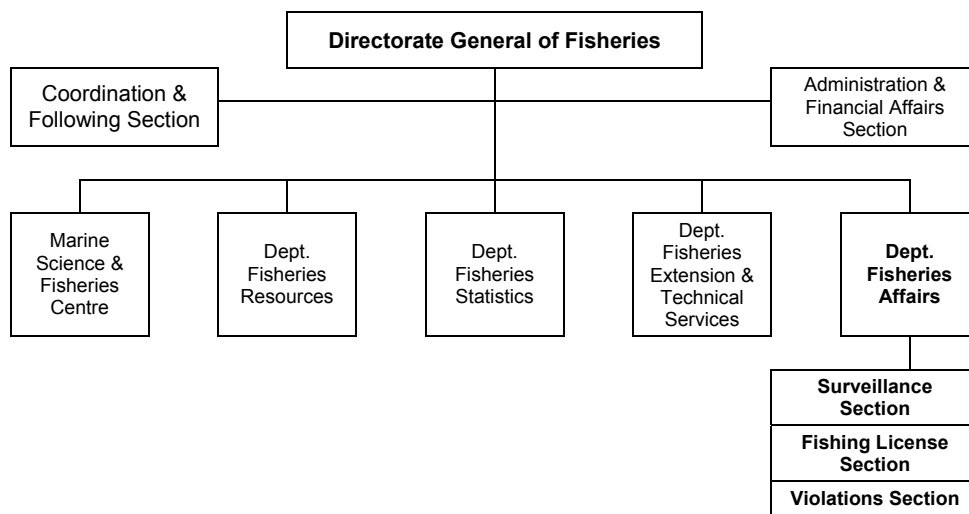 Directorate General of Fisheries
Coordination &
Following Section
Administration &
Financial Affairs
Section
Marine
Science &
Fisheries
Centre
Dept.
Fisheries
Resources
Dept.
Fisheries
Statistics
Dept.
Fisheries
Extension &
Technical
Services
Dept.
Fisheries
Affairs
Surveillance
Section
Fishing License
Section
Violations Section